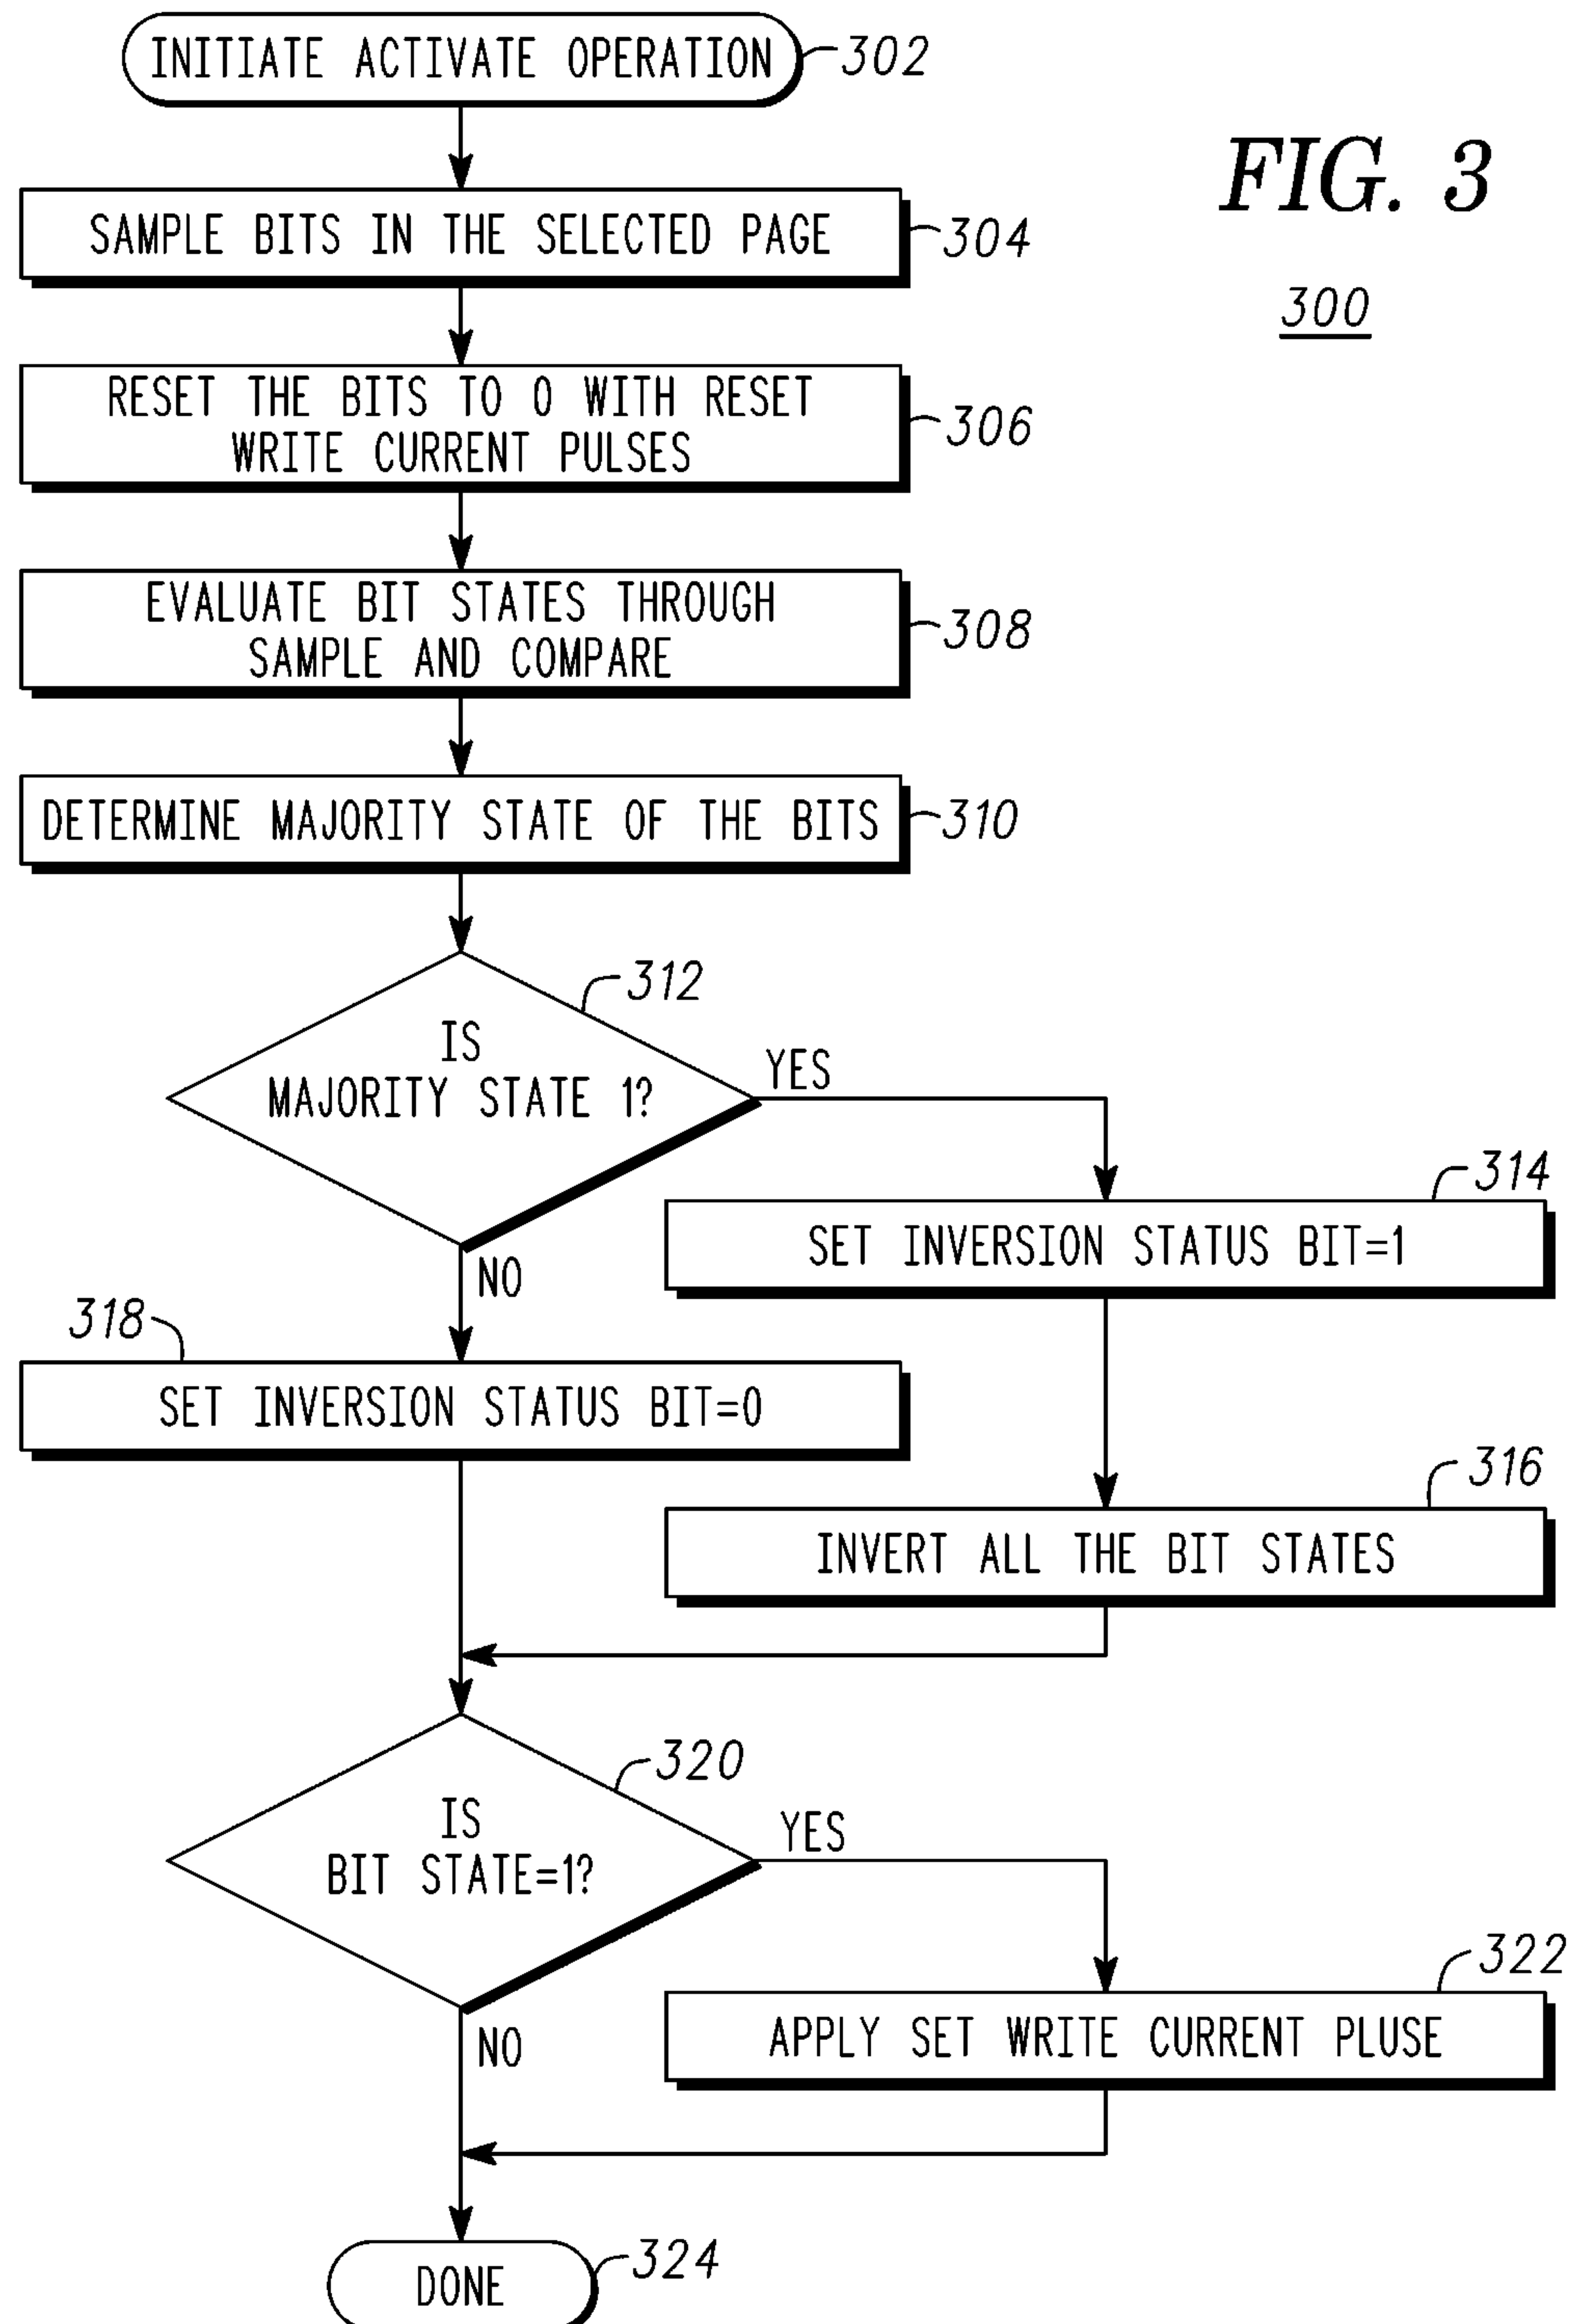 INITIATE ACTIVATE OPERATION
302
FIG. 3
300
SAMPLE BITS IN THE SELECTED PAGE
304
RESET THE BITS TO 0 WITH RESET
WRITE CURRENT PULSES
306
EVALUATE BIT STATES THROUGH
SAMPLE AND COMPARE
308
DETERMINE MAJORITY STATE OF THE BITS
310
312
IS
MAJORITY STATE 1?
YES
NO
314
SET INVERSION STATUS BIT=1
318
SET INVERSION STATUS BIT=0
316
INVERT ALL THE BIT STATES
320
IS
BIT STATE=1?
YES
NO
322
APPLY SET WRITE CURRENT PLUSE
DONE
324